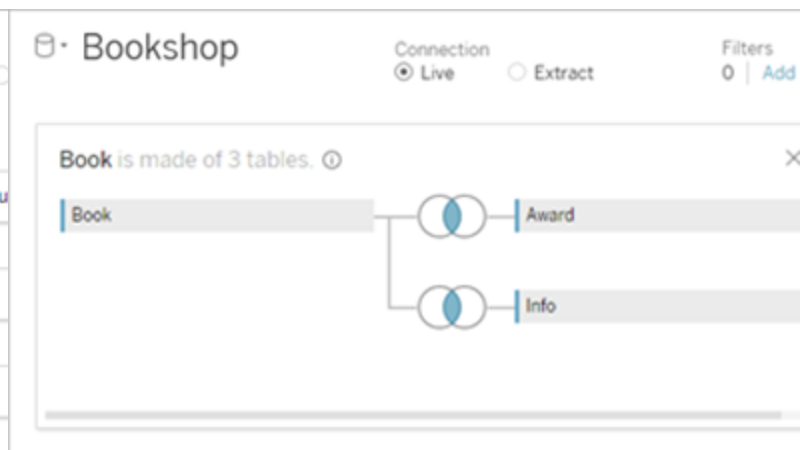 Bookshop
Connection
Live
Extract
Filters
0
Add
Book is made of 3 tables.
Book
Award
Info